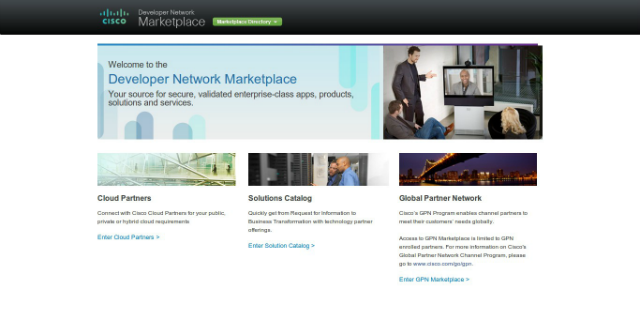 CISCO
Developer Network
Marketplace
Marketplace Directory
Welcome to the
Developer Network Marketplace
Your source for secure, validated enterprise-class apps, products,
solutions and services.
Cloud Partners
Connect with Cisco Cloud Partners for your public,
private or hybrid cloud requirements
Enter Cloud Partners >
Solutions Catalog
Quickly get from Request for Information to
Business Transformation with technology partner
offerings.
Enter Solution Catalog >
Global Partner Network
Cisco's GPN Program enables channel partners to
meet their customers' needs globally.
Access to GPN Marketplace is limited to GPN
enrolled partners. For more information on Cisco's
Global Partner Network Channel Program, please
go to www.cisco.com/go/gpn.
Enter GPN Marketplace >